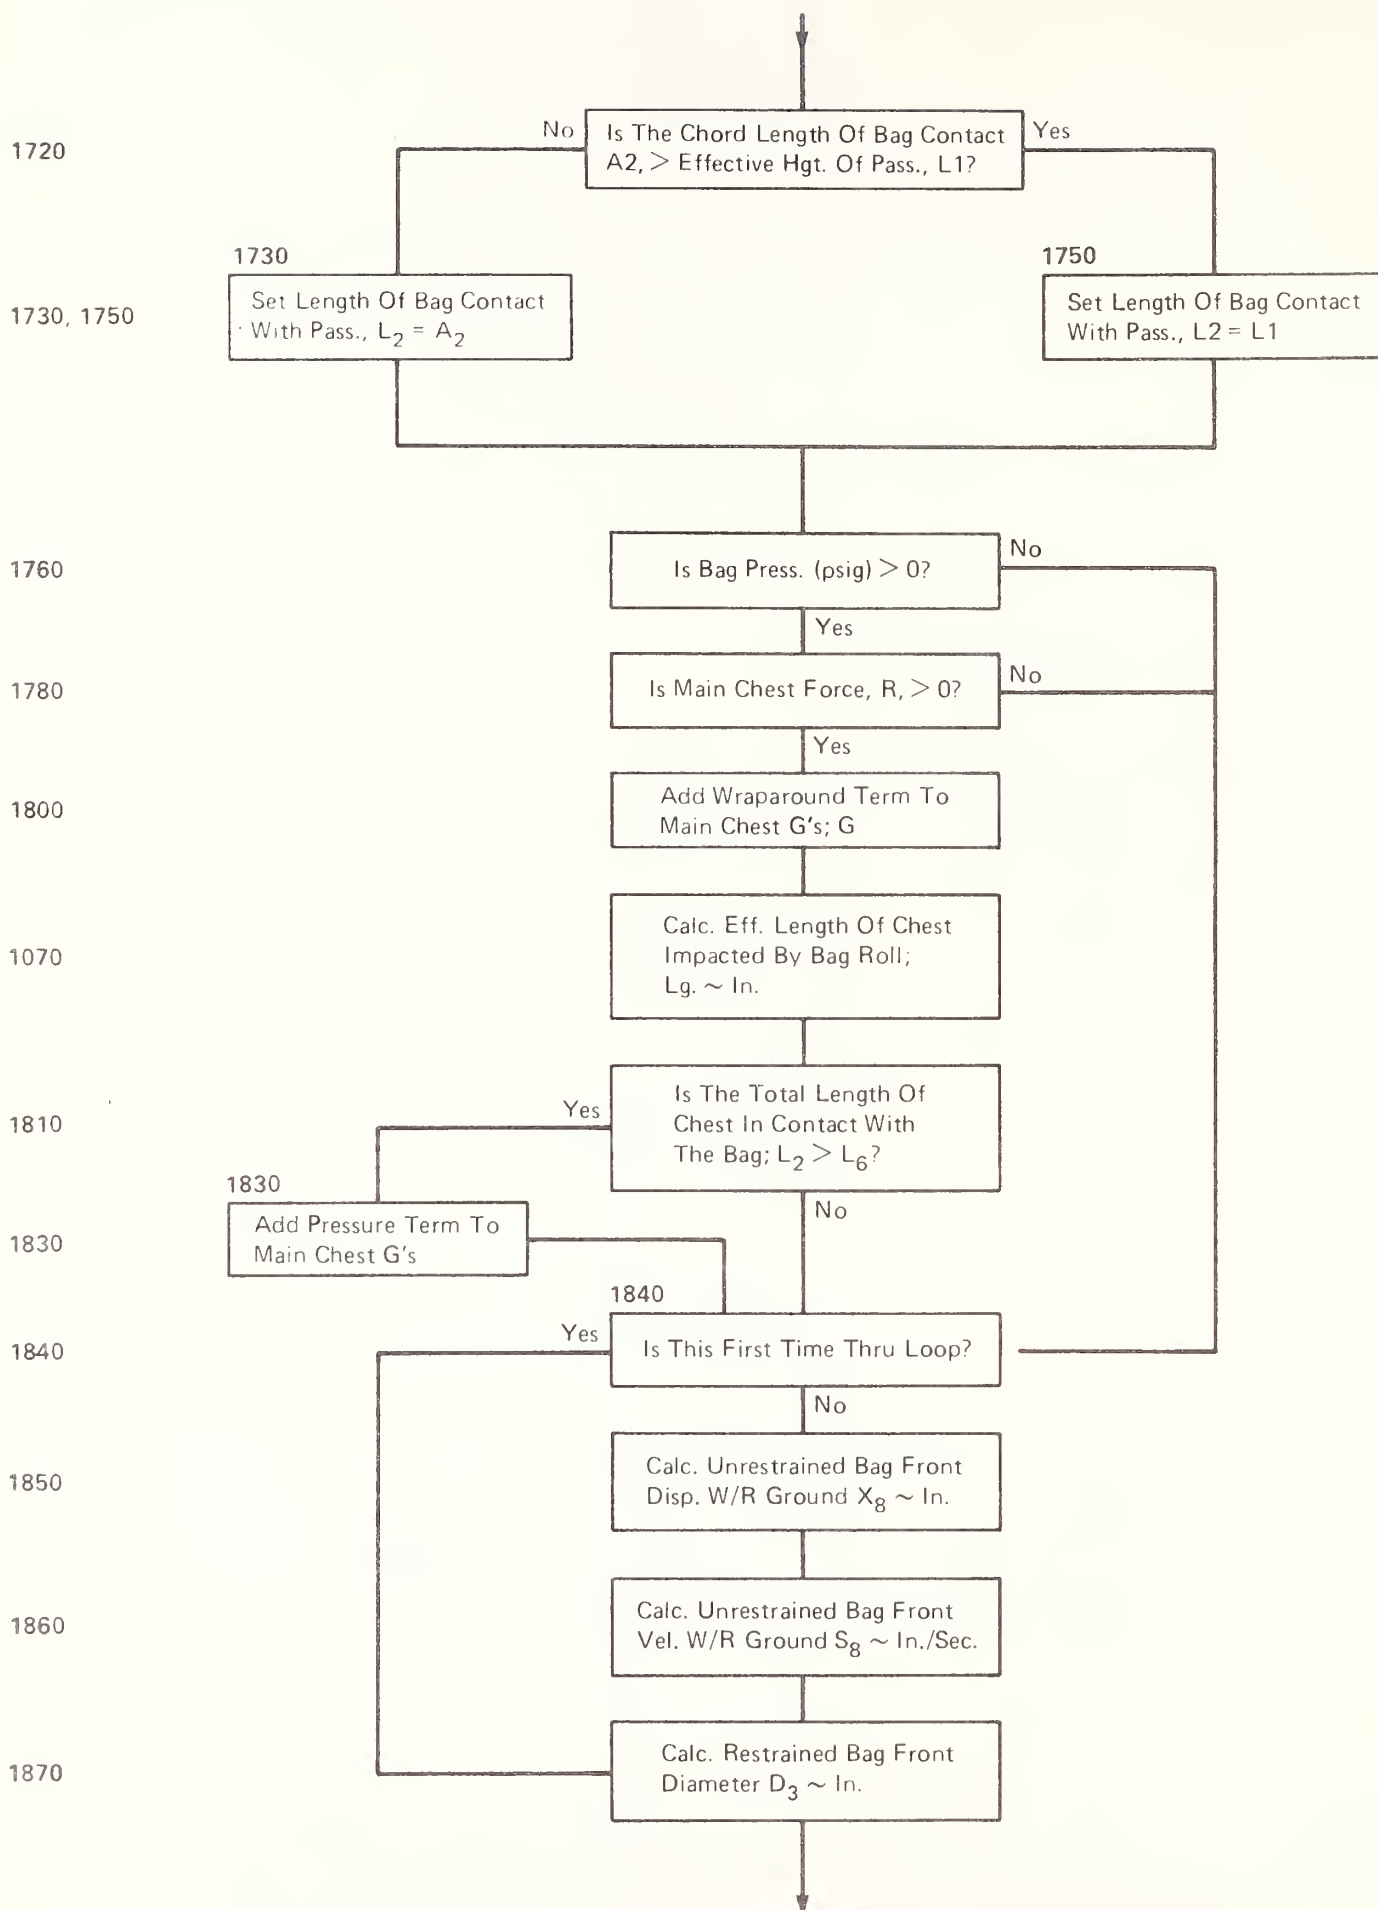 1720
No
Is The Chord Length Of Bag Contact
A2, > Effective Hgt. Of Pass., L1?
Yes
1730
1750
1730, 1750
Set Length Of Bag Contact
With Pass., L₂ = A₂
Set Length Of Bag Contact
With Pass., L2 = L1
1760
Is Bag Press. (psig) > 0?
No
Yes
1780
Is Main Chest Force, R, > 0?
No
Yes
1800
Add Wraparound Term To
Main Chest G's; G
1070
Calc. Eff. Length Of Chest
Impacted By Bag Roll;
Lg. ~ In.
1810
Yes
Is The Total Length Of
Chest In Contact With
The Bag; L₂ > L₆?
No
1830
1830
Add Pressure Term To
Main Chest G's
1840
1840
Yes
Is This First Time Thru Loop?
No
1850
Calc. Unrestrained Bag Front
Disp. W/R Ground X₈ ~ In.
1860
Calc. Unrestrained Bag Front
Vel. W/R Ground S₈ ~ In./Sec.
1870
Calc. Restrained Bag Front
Diameter D₃ ~ In.